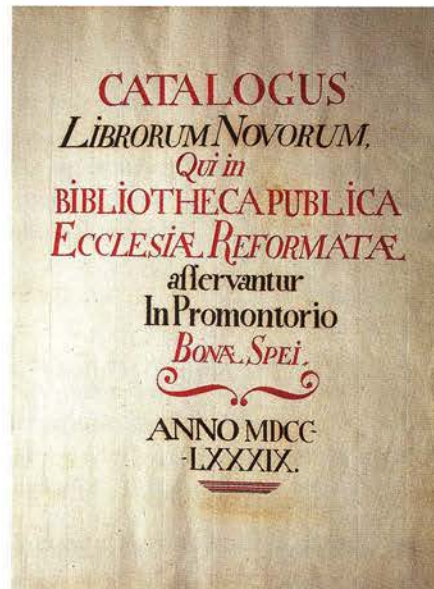 CATALOGUS
LIBRORUM NOVORUM,
Qui in
BIBLIOTHECA PUBLICA
ECCLESIÆ REFORMATÆ
asservantur
In Promontorio
BONÆ SPEI.
ANNO MDCC-
-LXXXIX.